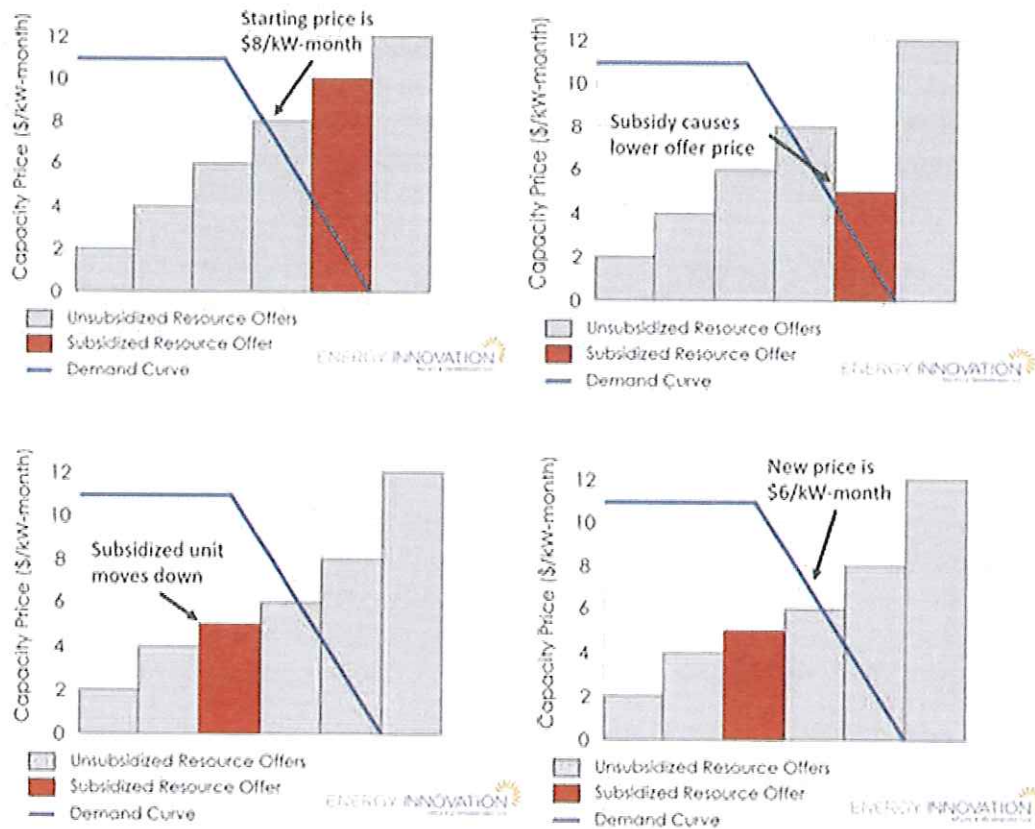 Starting price is
$8/kW-month
Capacity Price ($/kW-month)
12
10
8
6
4
2
0
Unsubsidized Resource Offers
Subsidized Resource Offer
Demand Curve
ENERGY INNOVATION
Subsidy causes
lower offer price
Capacity Price ($/kW-month)
12
10
8
6
4
2
0
Unsubsidized Resource Offers
Subsidized Resource Offer
Demand Curve
ENERGY INNOVATION
Subsidized unit
moves down
Capacity Price ($/kW-month)
12
10
8
6
4
2
0
Unsubsidized Resource Offers
Subsidized Resource Offer
Demand Curve
ENERGY INNOVATION
New price is
$6/kW-month
Capacity Price ($/kW-month)
12
10
8
6
4
2
0
Unsubsidized Resource Offers
Subsidized Resource Offer
Demand Curve
ENERGY INNOVATION